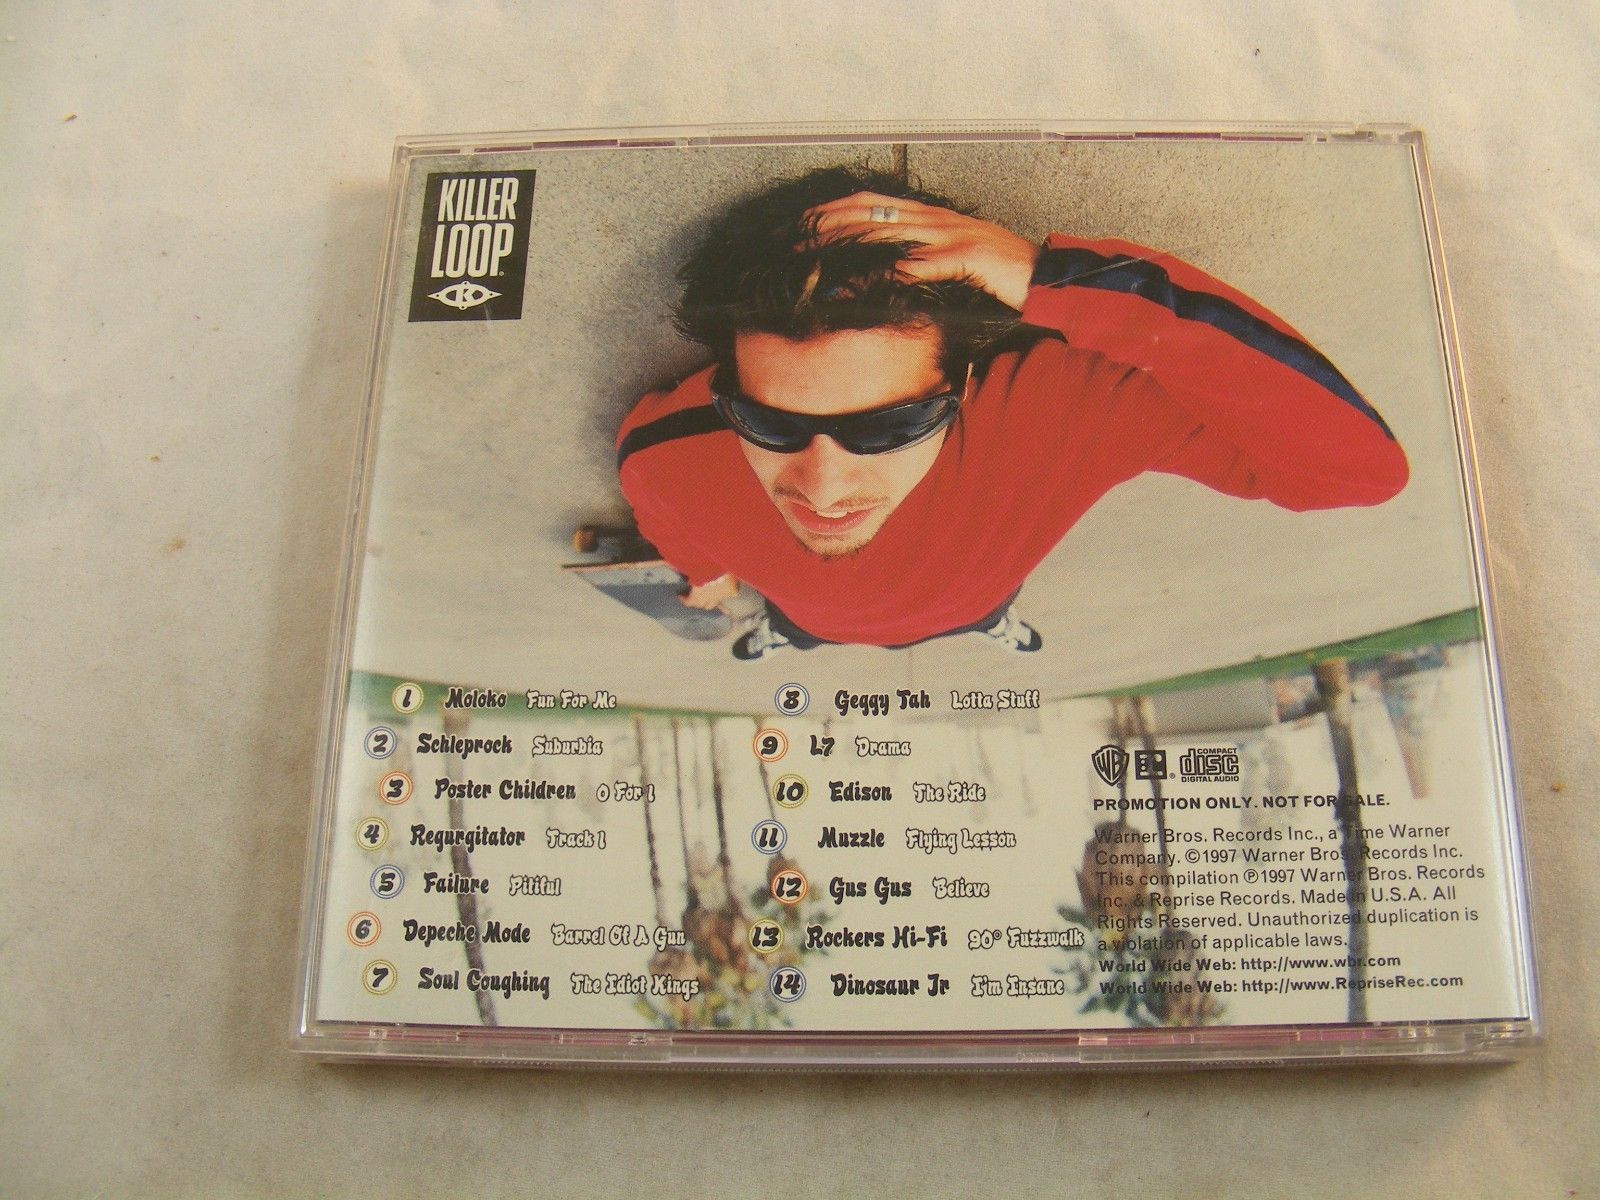 KILLER
LOOP®
K
1 Moloko Fun For Me
2 Schleprock Suburbia
3 Poster Children 0 For 1
4 Regurgitator Track 1
5 Failure Pitiful
6 Depeche Mode Barrel Of A Gun
7 Soul Coughing The Idiot Kings
8 Geggy Tah Lotta Stuff
9 L7 Drama
10 Edison The Ride
11 Muzzle Flying Lesson
12 Gus Gus Believe
13 Rockers Hi-Fi 90° Fuzzwalk
14 Dinosaur Jr I'm Insane
WB ® COMPACT
disc
DIGITAL AUDIO
PROMOTION ONLY. NOT FOR SALE.
Warner Bros. Records Inc., a Time Warner
Company. ©1997 Warner Bros. Records Inc.
This compilation ℗1997 Warner Bros. Records
Inc. & Reprise Records. Made in U.S.A. All
Rights Reserved. Unauthorized duplication is
a violation of applicable laws.
World Wide Web: http://www.wbr.com
World Wide Web: http://www.RepriseRec.com